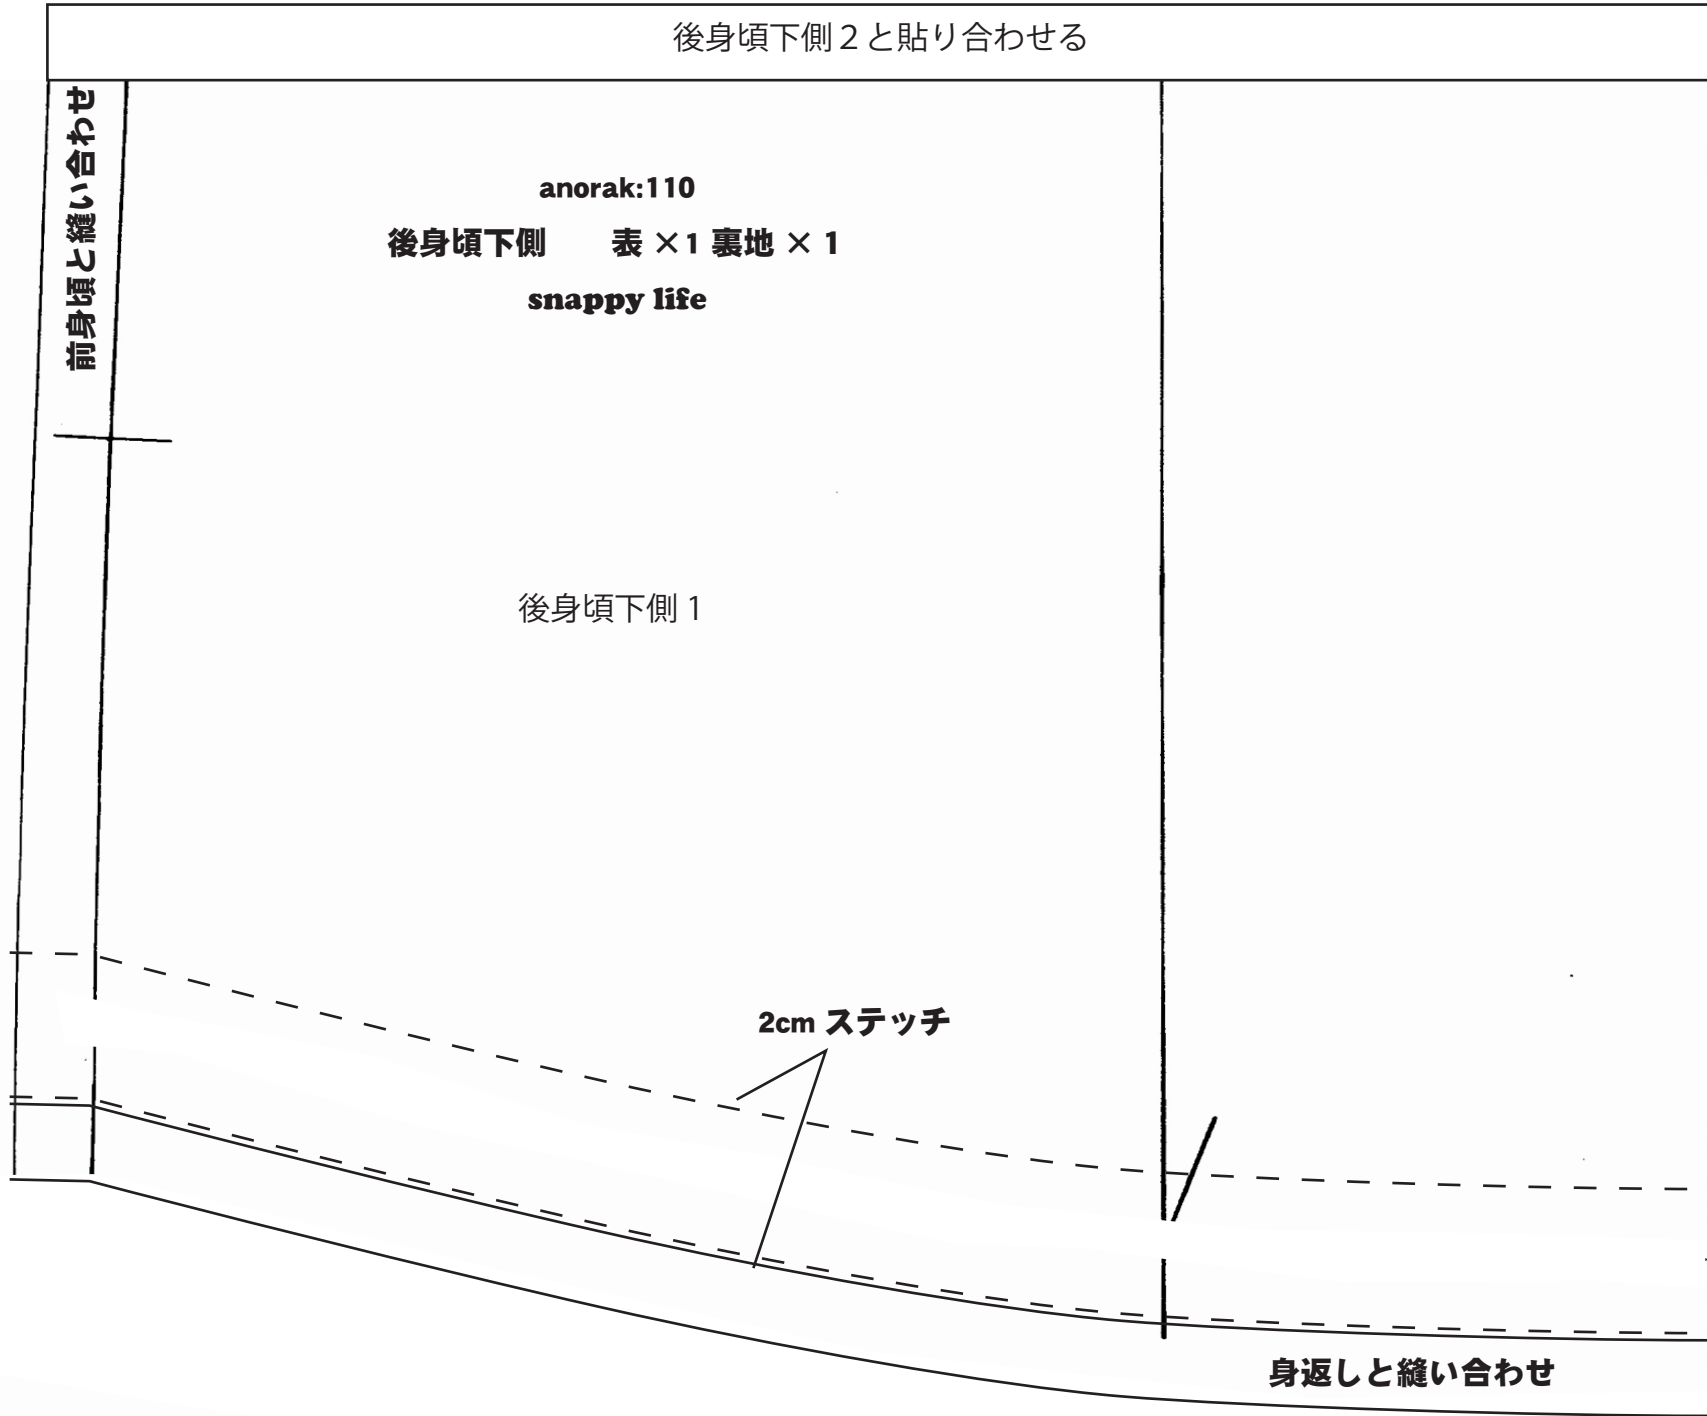 後身頃下側２と貼り合わせる
前身頃と縫い合わせ
anorak:110
後身頃下側　　表 ×1 裏地 × 1
snappy life
後身頃下側 1
2cm ステッチ
身返しと縫い合わせ